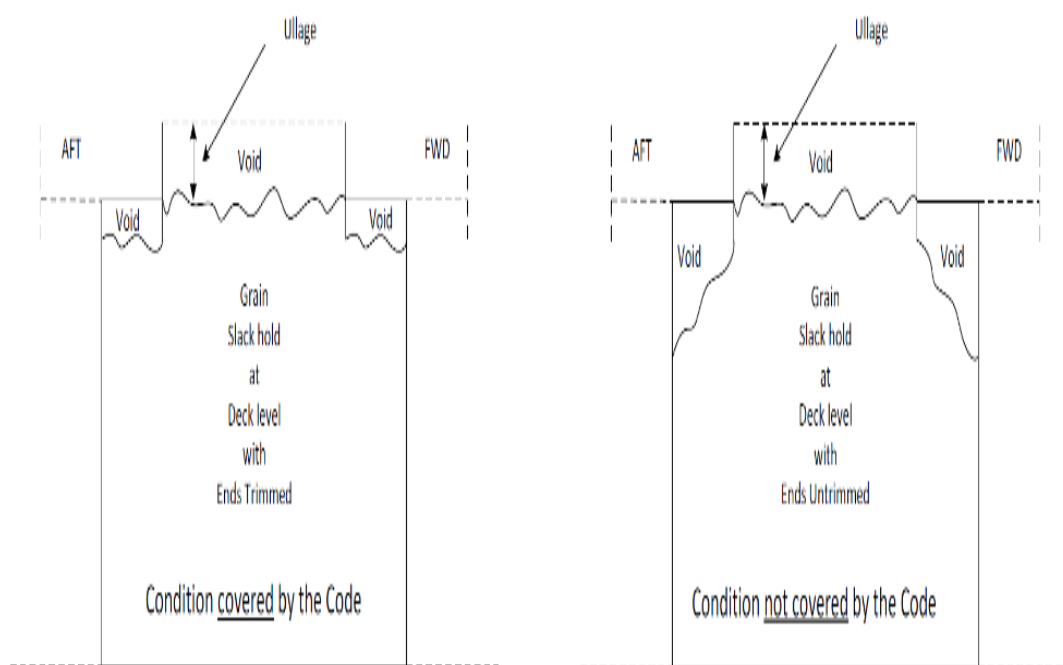 Ullage
AFT
FWD
Void
Void
Void
Grain
Slack hold
at
Deck level
with
Ends Trimmed
Condition covered by the Code
Ullage
AFT
FWD
Void
Void
Void
Grain
Slack hold
at
Deck level
with
Ends Untrimmed
Condition not covered by the Code